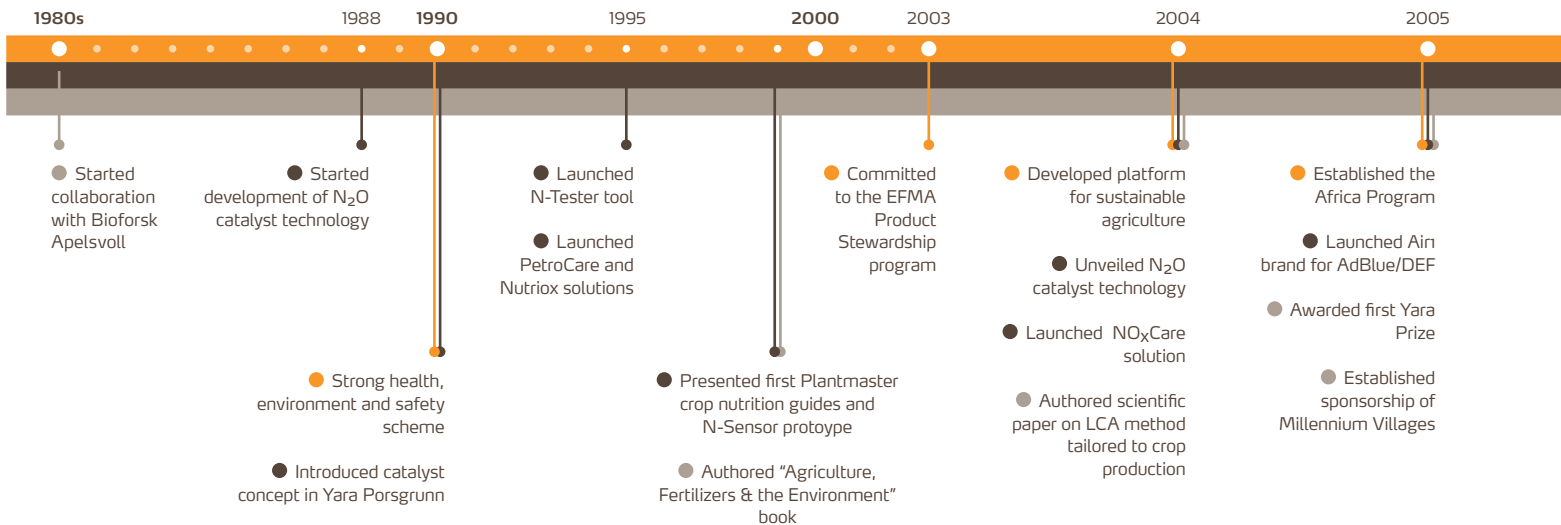 1980s
1988
1990
1995
2000
2003
2004
2005
Started
collaboration
with Bioforsk
Apelsvoll
Started
development of N₂O
catalyst technology
Strong health,
environment and safety
scheme
Introduced catalyst
concept in Yara Porsgrunn
Launched
N-Tester tool
Launched
PetroCare and
Nutriox solutions
Presented first Plantmaster
crop nutrition guides and
N-Sensor protoype
Authored “Agriculture,
Fertilizers & the Environment”
book
Committed
to the EFMA
Product
Stewardship
program
Developed platform
for sustainable
agriculture
Unveiled N₂O
catalyst technology
Launched NOₓCare
solution
Authored scientific
paper on LCA method
tailored to crop
production
Established the
Africa Program
Launched Air1
brand for AdBlue/DEF
Awarded first Yara
Prize
Established
sponsorship of
Millennium Villages